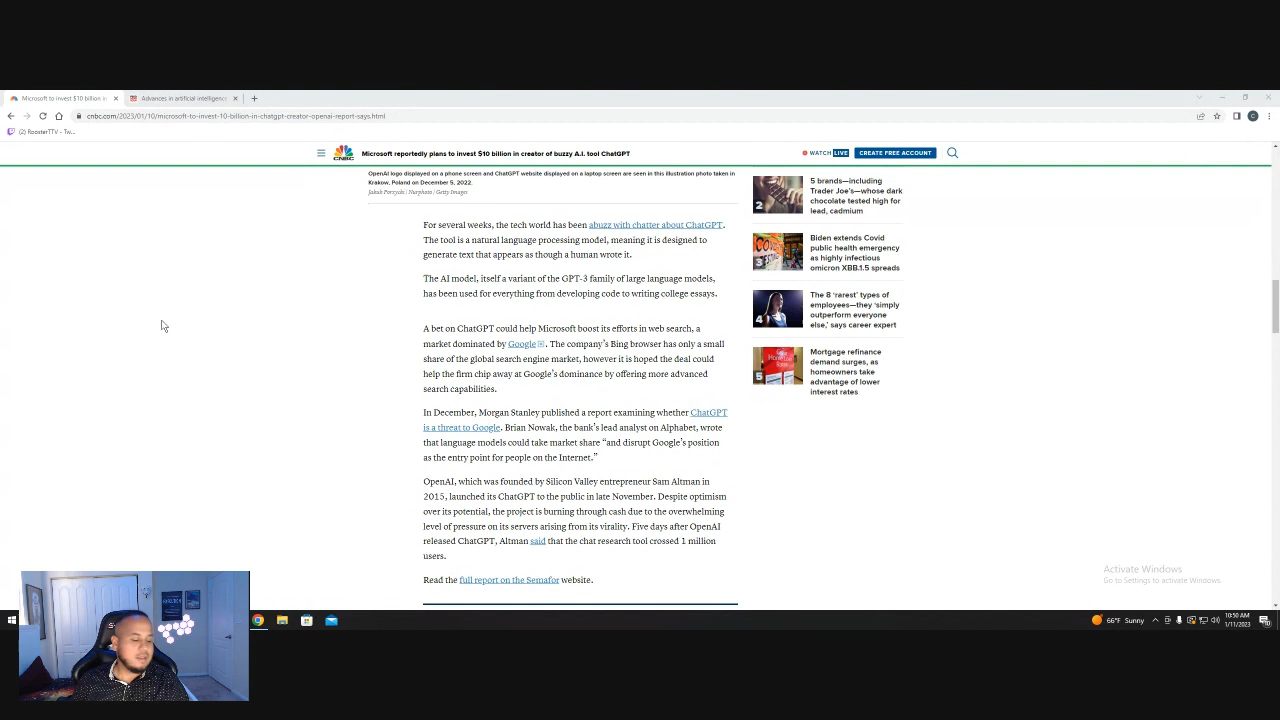 Microsoft to invest $10 billion in
Advances in artificial intelligence
cnbc.com/2023/01/10/microsoft-to-invest-10-billion-in-chatgpt-creator-openai-report-says.html
(2) RoosterTTV - Tw...
CNBC
Microsoft reportedly plans to invest $10 billion in creator of buzzy A.I. tool ChatGPT
WATCH LIVE
CREATE FREE ACCOUNT
OpenAI logo displayed on a phone screen and ChatGPT website displayed on a laptop screen are seen in this illustration photo taken in
Krakow, Poland on December 5, 2022.
Jakub Porzycki | Nurphoto | Getty Images
For several weeks, the tech world has been abuzz with chatter about ChatGPT.
The tool is a natural language processing model, meaning it is designed to
generate text that appears as though a human wrote it.
The AI model, itself a variant of the GPT-3 family of large language models,
has been used for everything from developing code to writing college essays.
A bet on ChatGPT could help Microsoft boost its efforts in web search, a
market dominated by Google. The company's Bing browser has only a small
share of the global search engine market, however it is hoped the deal could
help the firm chip away at Google's dominance by offering more advanced
search capabilities.
In December, Morgan Stanley published a report examining whether ChatGPT
is a threat to Google. Brian Nowak, the bank's lead analyst on Alphabet, wrote
that language models could take market share “and disrupt Google's position
as the entry point for people on the Internet.”
OpenAI, which was founded by Silicon Valley entrepreneur Sam Altman in
2015, launched its ChatGPT to the public in late November. Despite optimism
over its potential, the project is burning through cash due to the overwhelming
level of pressure on its servers arising from its virality. Five days after OpenAI
released ChatGPT, Altman said that the chat research tool crossed 1 million
users.
Read the full report on the Semafor website.
2
5 brands—including
Trader Joe's—whose dark
chocolate tested high for
lead, cadmium
3
Biden extends Covid
public health emergency
as highly infectious
omicron XBB.1.5 spreads
4
The 8 ‘rarest’ types of
employees—they ‘simply
outperform everyone
else,’ says career expert
5
Mortgage refinance
demand surges, as
homeowners take
advantage of lower
interest rates
Activate Windows
Go to Settings to activate Windows.
66°F Sunny
10:50 AM
1/11/2023